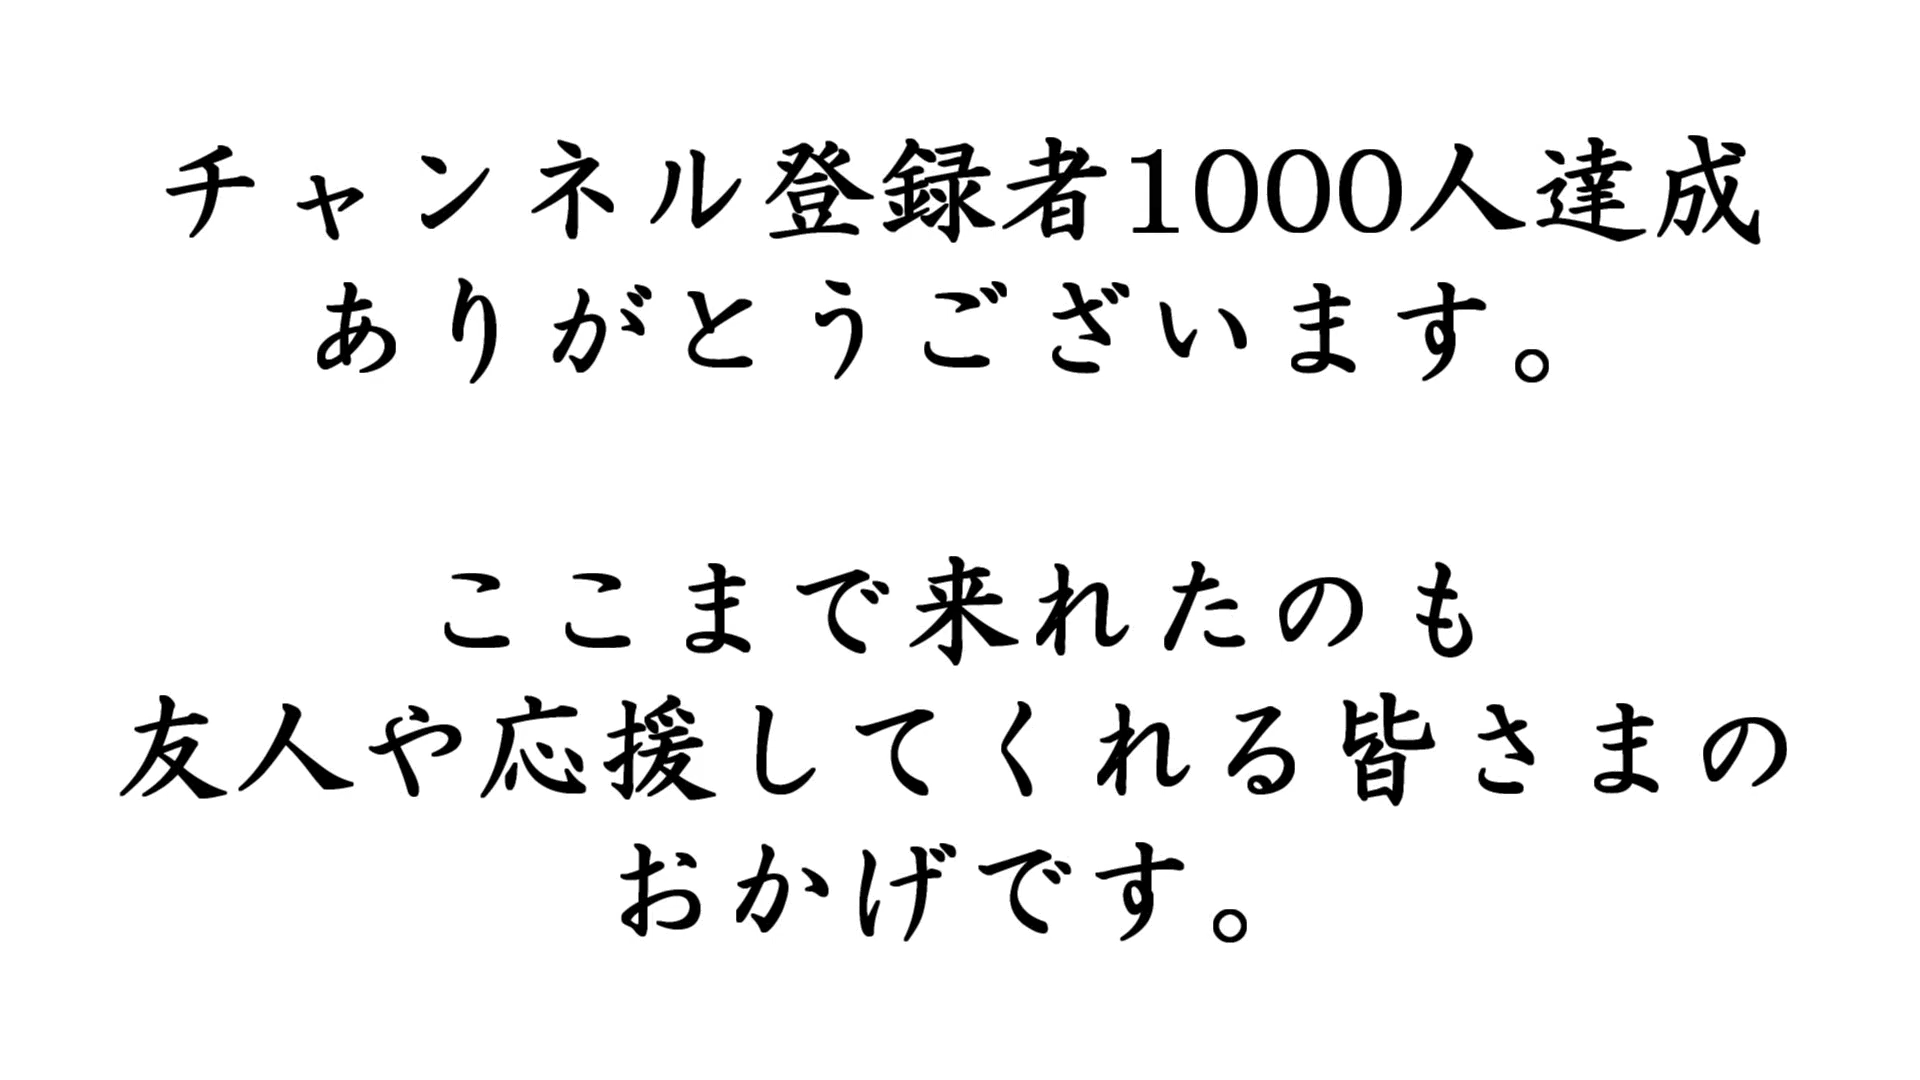 チャンネル登録者1000人達成
ありがとうございます。
ここまで来れたのも
友人や応援してくれる皆さまの
おかげです。